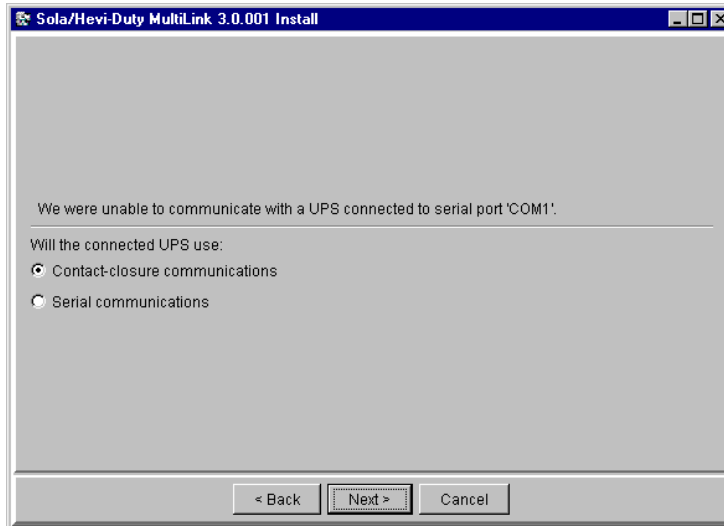 Sola/Hevi-Duty MultiLink 3.0.001 Install
We were unable to communicate with a UPS connected to serial port 'COM1'.
Will the connected UPS use:
Contact-closure communications
Serial communications
< Back Next > Cancel